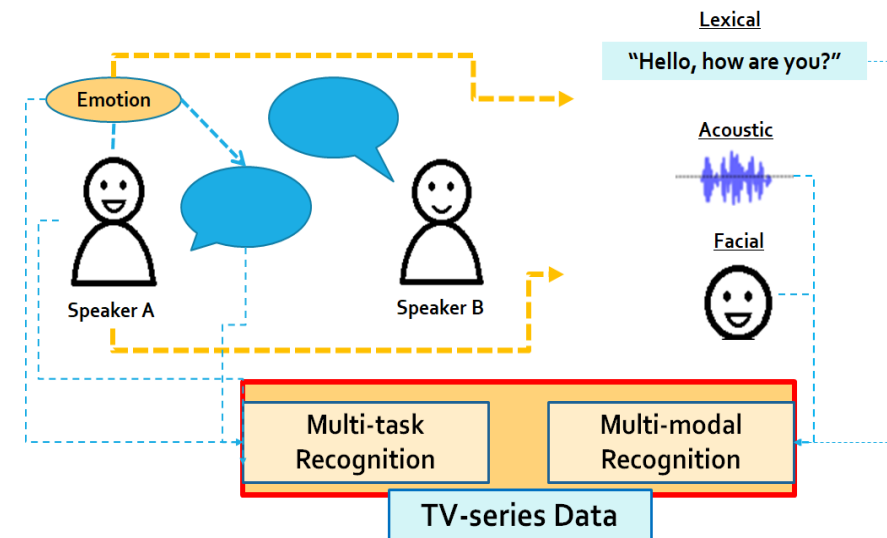 Lexical
“Hello, how are you?”
Emotion
Acoustic
Facial
Speaker A
Speaker B
Multi-task
Recognition
Multi-modal
Recognition
TV-series Data